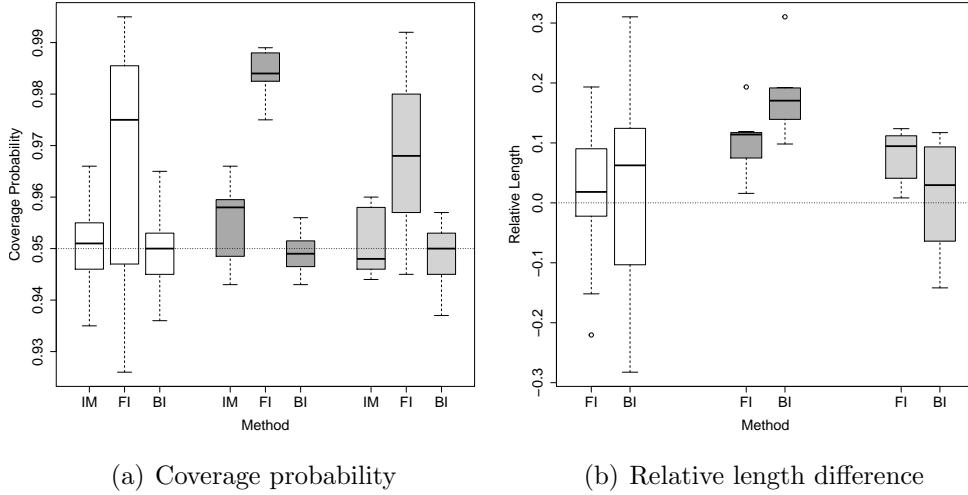 Coverage Probability
0.99
0.98
0.97
0.96
0.95
0.94
0.93
IM FI BI IM FI BI IM FI BI
Method
(a) Coverage probability
Relative Length
0.3
0.2
0.1
0.0
−0.1
−0.2
−0.3
FI BI FI BI FI BI
Method
(b) Relative length difference